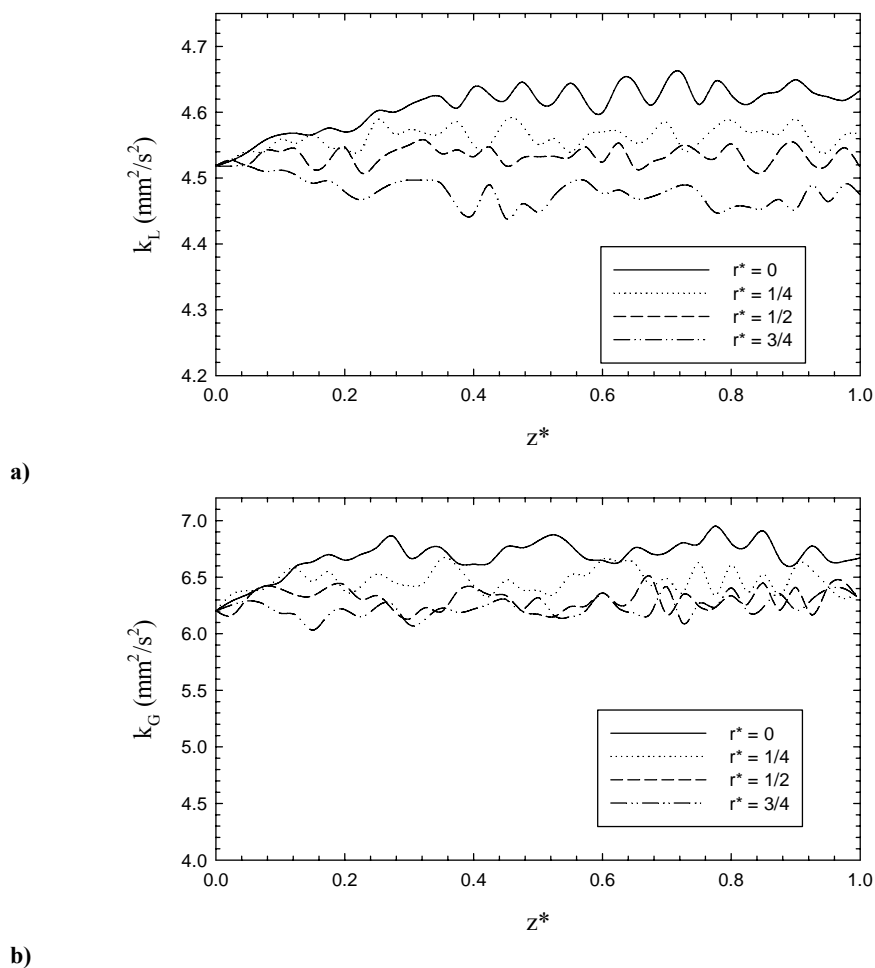 4.7
4.6
4.5
4.4
4.3
4.2
k_L (mm²/s²)
r* = 0
r* = 1/4
r* = 1/2
r* = 3/4
0.0 0.2 0.4 0.6 0.8 1.0
z*
a)
7.0
6.5
6.0
5.5
5.0
4.5
4.0
k_G (mm²/s²)
r* = 0
r* = 1/4
r* = 1/2
r* = 3/4
0.0 0.2 0.4 0.6 0.8 1.0
z*
b)